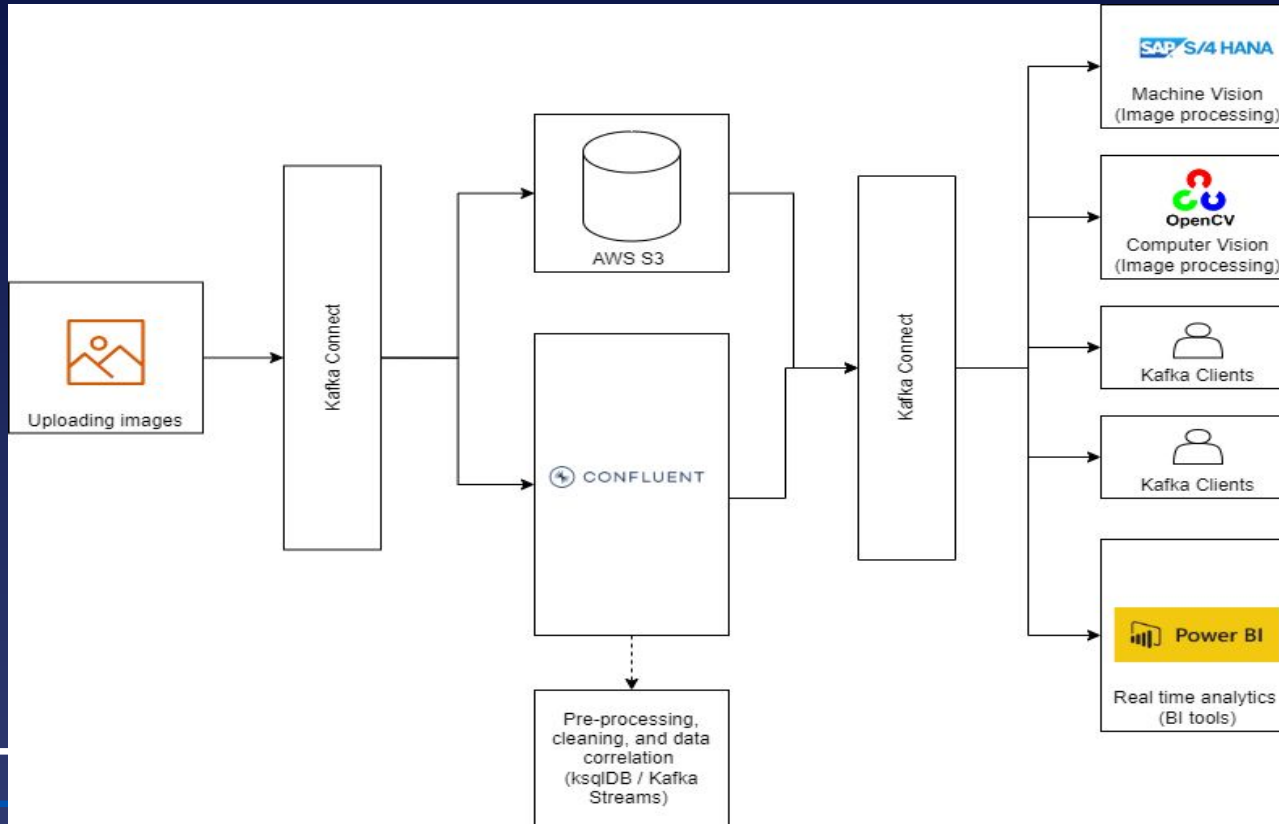 Uploading images
Kafka Connect
AWS S3
CONFLUENT
Pre-processing,
cleaning, and data
correlation
(ksqlDB / Kafka
Streams)
Kafka Connect
SAP S/4 HANA
Machine Vision
(Image processing)
OpenCV
Computer Vision
(Image processing)
Kafka Clients
Kafka Clients
Power BI
Real time analytics
(BI tools)